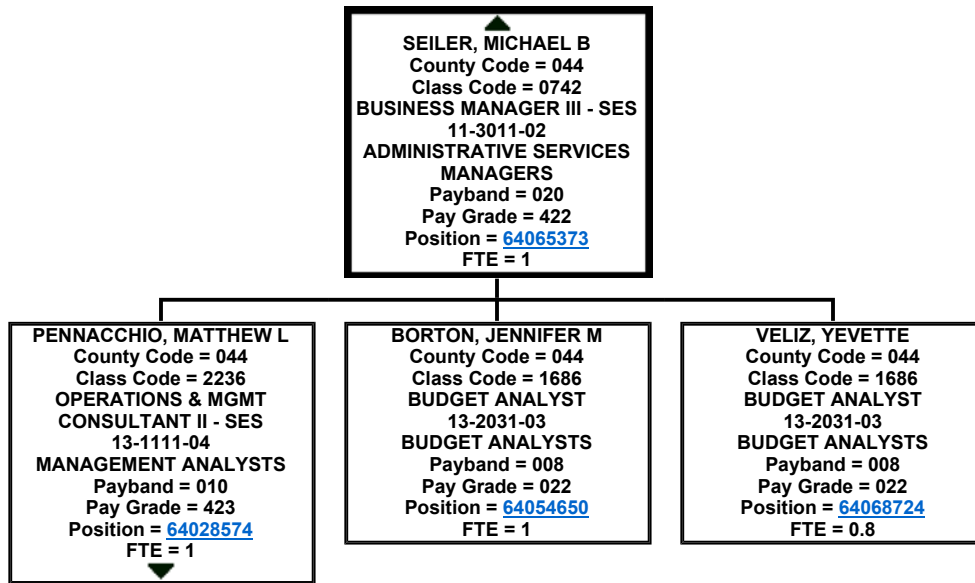 SEILER, MICHAEL B
County Code = 044
Class Code = 0742
BUSINESS MANAGER III - SES
11-3011-02
ADMINISTRATIVE SERVICES
MANAGERS
Payband = 020
Pay Grade = 422
Position = 64065373
FTE = 1
PENNACCHIO, MATTHEW L
County Code = 044
Class Code = 2236
OPERATIONS & MGMT
CONSULTANT II - SES
13-1111-04
MANAGEMENT ANALYSTS
Payband = 010
Pay Grade = 423
Position = 64028574
FTE = 1
BORTON, JENNIFER M
County Code = 044
Class Code = 1686
BUDGET ANALYST
13-2031-03
BUDGET ANALYSTS
Payband = 008
Pay Grade = 022
Position = 64054650
FTE = 1
VELIZ, YEVETTE
County Code = 044
Class Code = 1686
BUDGET ANALYST
13-2031-03
BUDGET ANALYSTS
Payband = 008
Pay Grade = 022
Position = 64068724
FTE = 0.8